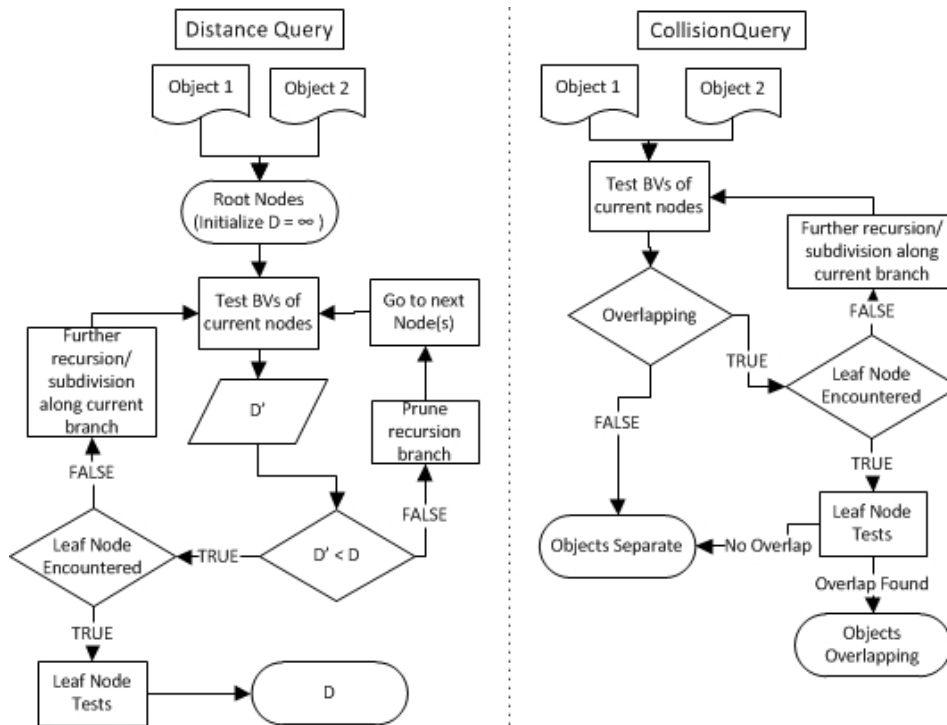 Distance Query
Object 1
Object 2
Root Nodes
(Initialize D = ∞ )
Test BVs of
current nodes
Go to next
Node(s)
Further
recursion/
subdivision
along current
branch
D'
Prune
recursion
branch
FALSE
FALSE
Leaf Node
Encountered
TRUE
D' < D
TRUE
Leaf Node
Tests
D
CollisionQuery
Object 1
Object 2
Test BVs of
current nodes
Further recursion/
subdivision along
current branch
Overlapping
FALSE
TRUE
Leaf Node
Encountered
FALSE
TRUE
Leaf Node
Tests
Objects Separate
No Overlap
Overlap Found
Objects
Overlapping